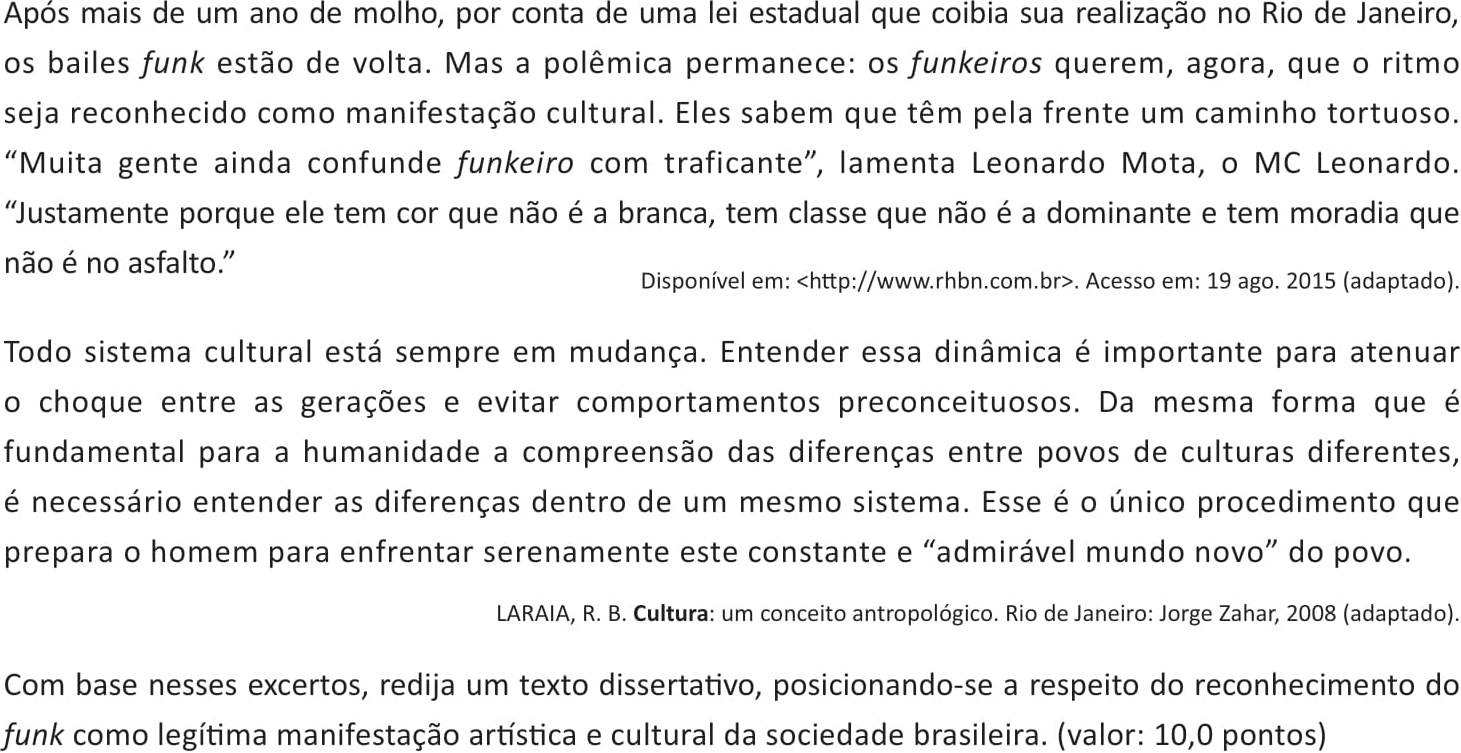 Após mais de um ano de molho, por conta de uma lei estadual que coibia sua realização no Rio de Janeiro,
os bailes funk estão de volta. Mas a polêmica permanece: os funkeiros querem, agora, que o ritmo
seja reconhecido como manifestação cultural. Eles sabem que têm pela frente um caminho tortuoso.
“Muita gente ainda confunde funkeiro com traficante”, lamenta Leonardo Mota, o MC Leonardo.
“Justamente porque ele tem cor que não é a branca, tem classe que não é a dominante e tem moradia que
não é no asfalto.”
Disponível em: <http://www.rhbn.com.br>. Acesso em: 19 ago. 2015 (adaptado).
Todo sistema cultural está sempre em mudança. Entender essa dinâmica é importante para atenuar
o choque entre as gerações e evitar comportamentos preconceituosos. Da mesma forma que é
fundamental para a humanidade a compreensão das diferenças entre povos de culturas diferentes,
é necessário entender as diferenças dentro de um mesmo sistema. Esse é o único procedimento que
prepara o homem para enfrentar serenamente este constante e “admirável mundo novo” do povo.
LARAIA, R. B. Cultura: um conceito antropológico. Rio de Janeiro: Jorge Zahar, 2008 (adaptado).
Com base nesses excertos, redija um texto dissertativo, posicionando-se a respeito do reconhecimento do
funk como legítima manifestação artística e cultural da sociedade brasileira. (valor: 10,0 pontos)